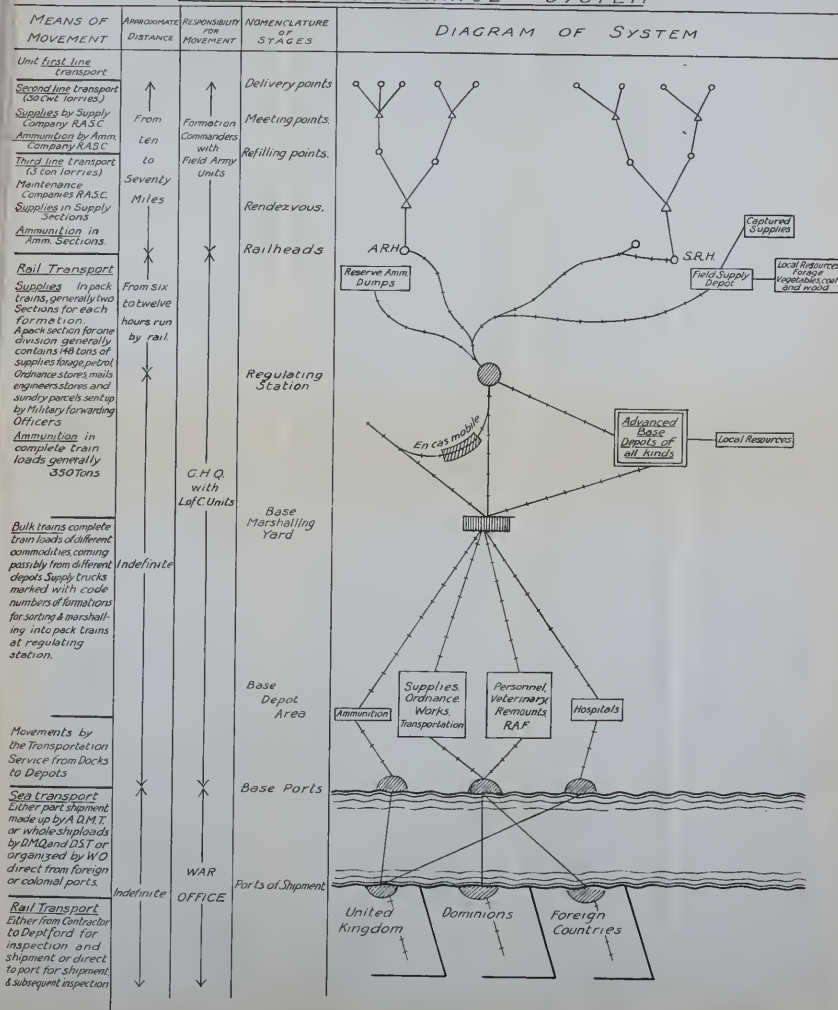 SYSTEM
MEANS OF
MOVEMENT
APPROXIMATE
DISTANCE
RESPONSIBILITY
FOR
MOVEMENT
NOMENCLATURE
OF
STAGES
DIAGRAM OF SYSTEM
Unit first line
transport
Second line transport
(30 Cwt lorries.)
Supplies by Supply
Company R.A.S.C
Ammunition by Amm.
Company R.A.S.C
Third line transport
(3 ton lorries)
Maintenance
Companies R.A.S.C.
Supplies in Supply
Sections
Ammunition in
Amm. Sections.
From
ten
to
Seventy
Miles
Formation
Commanders
with
Field Army
Units
Delivery points
Meeting points.
Refilling points.
Rendezvous.
Railheads
A.R.H.
S.R.H.
Captured
Supplies
Reserve Amm.
Dumps
Field Supply
Depot
Local Resources
Forage
Vegetables, coal
and wood
Rail Transport
Supplies In pack
trains, generally two
Sections for each
formation.
A pack section for one
division generally
contains 148 tons of
supplies forage, petrol
Ordnance stores, mails
engineers stores and
sundry parcels sent up
by Military forwarding
Officers
Ammunition in
complete train
loads generally
350 Tons
From six
to twelve
hours run
by rail.
Regulating
Station
En cas mobile
Advanced
Base
Depots of
all kinds
Local Resources
G.H.Q.
with
L of C. Units
Base
Marshalling
Yard
Bulk trains complete
train loads of different
commodities, coming
possibly from different
depots. Supply trucks
marked with code
numbers of formations
for sorting & marshall-
ing into pack trains
at regulating
station.
Indefinite
Base
Depot
Area
Ammunition
Supplies.
Ordnance.
Works,
Transportation
Personnel,
Veterinary
Remounts
R.A.F
Hospitals
Movements by
the Transportation
Service from Docks
to Depots
Base Ports
Sea transport
Either part shipment
made up by A.D.M.T.
or whole shiploads
by D.M.Q. and D.S.T. or
organized by W.O
direct from foreign
or colonial ports.
Indefinite
WAR
OFFICE
Ports of Shipment
United
Kingdom
Dominions
Foreign
Countries
Rail Transport
Either from Contractor
to Deptford for
inspection and
shipment or direct
to port for shipment,
& subsequent inspection